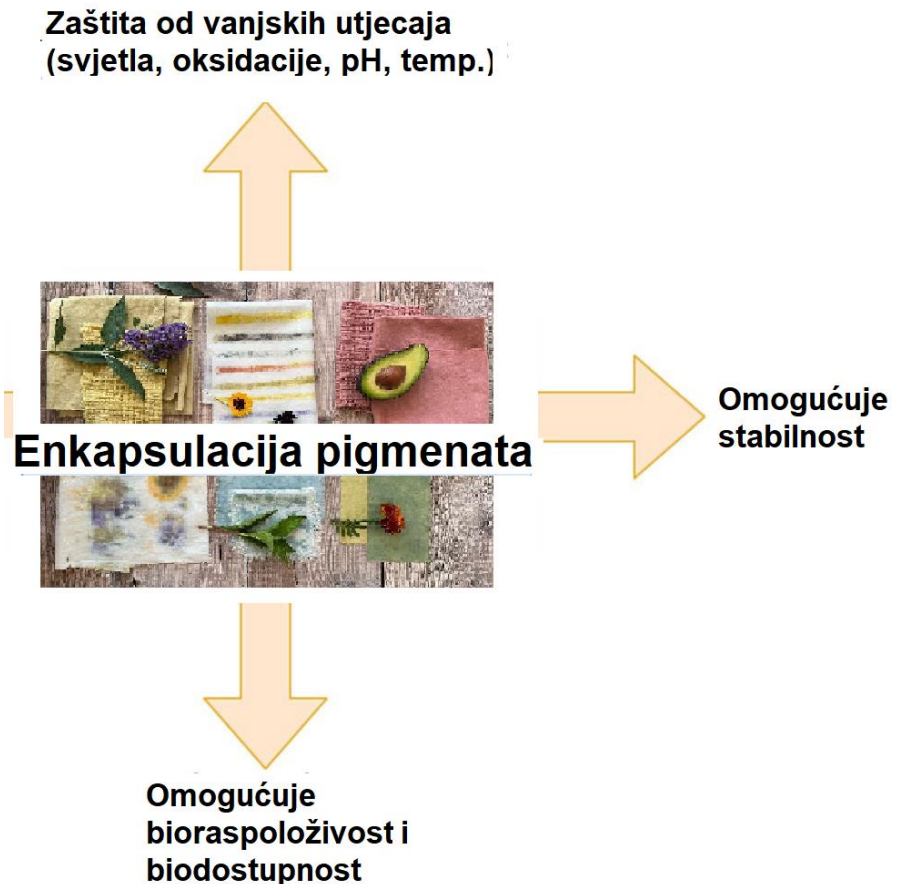 Zaštita od vanjskih utjecaja
(svjetla, oksidacije, pH, temp.)
Enkapsulacija pigmenata
Omogućuje
stabilnost
Omogućuje
bioraspoloživost i
biodostupnost